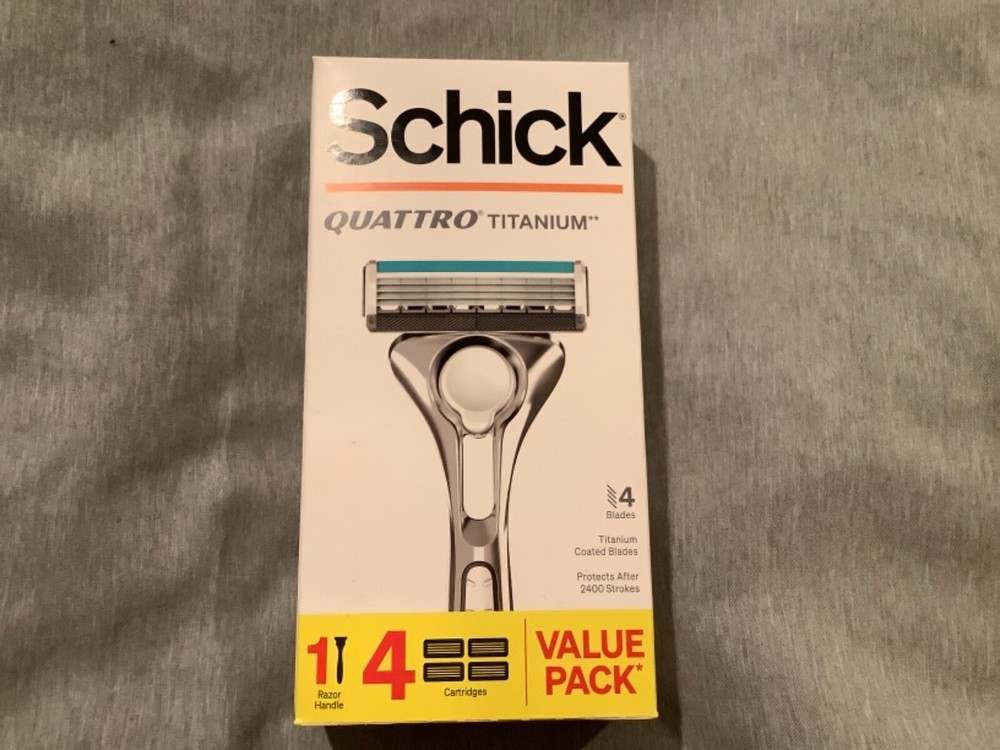 Schick®
QUATTRO® TITANIUM**
4
Blades
Titanium
Coated Blades
Protects After
2400 Strokes
1
Razor
Handle
4
Cartridges
VALUE
PACK*